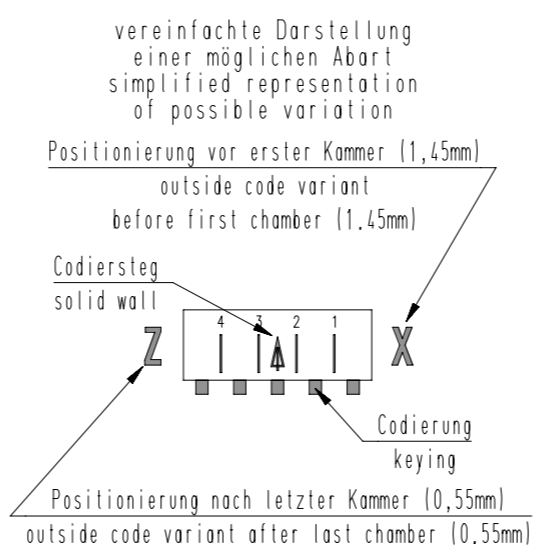 vereinfachte Darstellung
einer möglichen Abart
simplified representation
of possible variation
Positionierung vor erster Kammer (1,45mm)
outside code variant
before first chamber (1.45mm)
Codiersteg
solid wall
Z 4 3 2 1 X
Codierung
keying
Positionierung nach letzter Kammer (0,55mm)
outside code variant after last chamber (0,55mm)